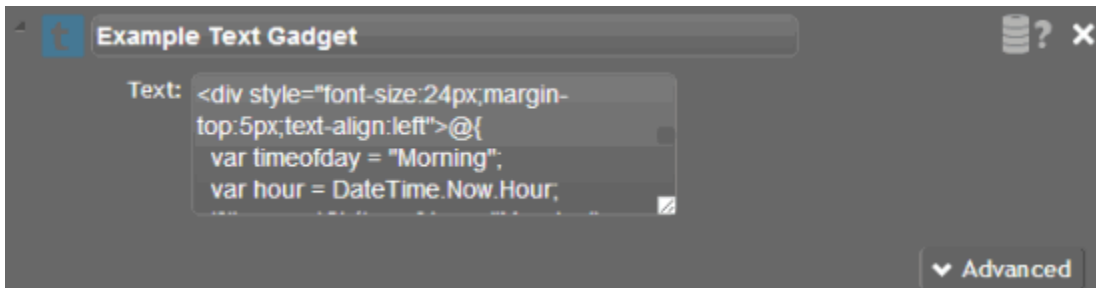 t Example Text Gadget ?
Text: <div style="font-size:24px;margin-
top:5px;text-align:left">@{
var timeofday = "Morning";
var hour = DateTime.Now.Hour;
Advanced